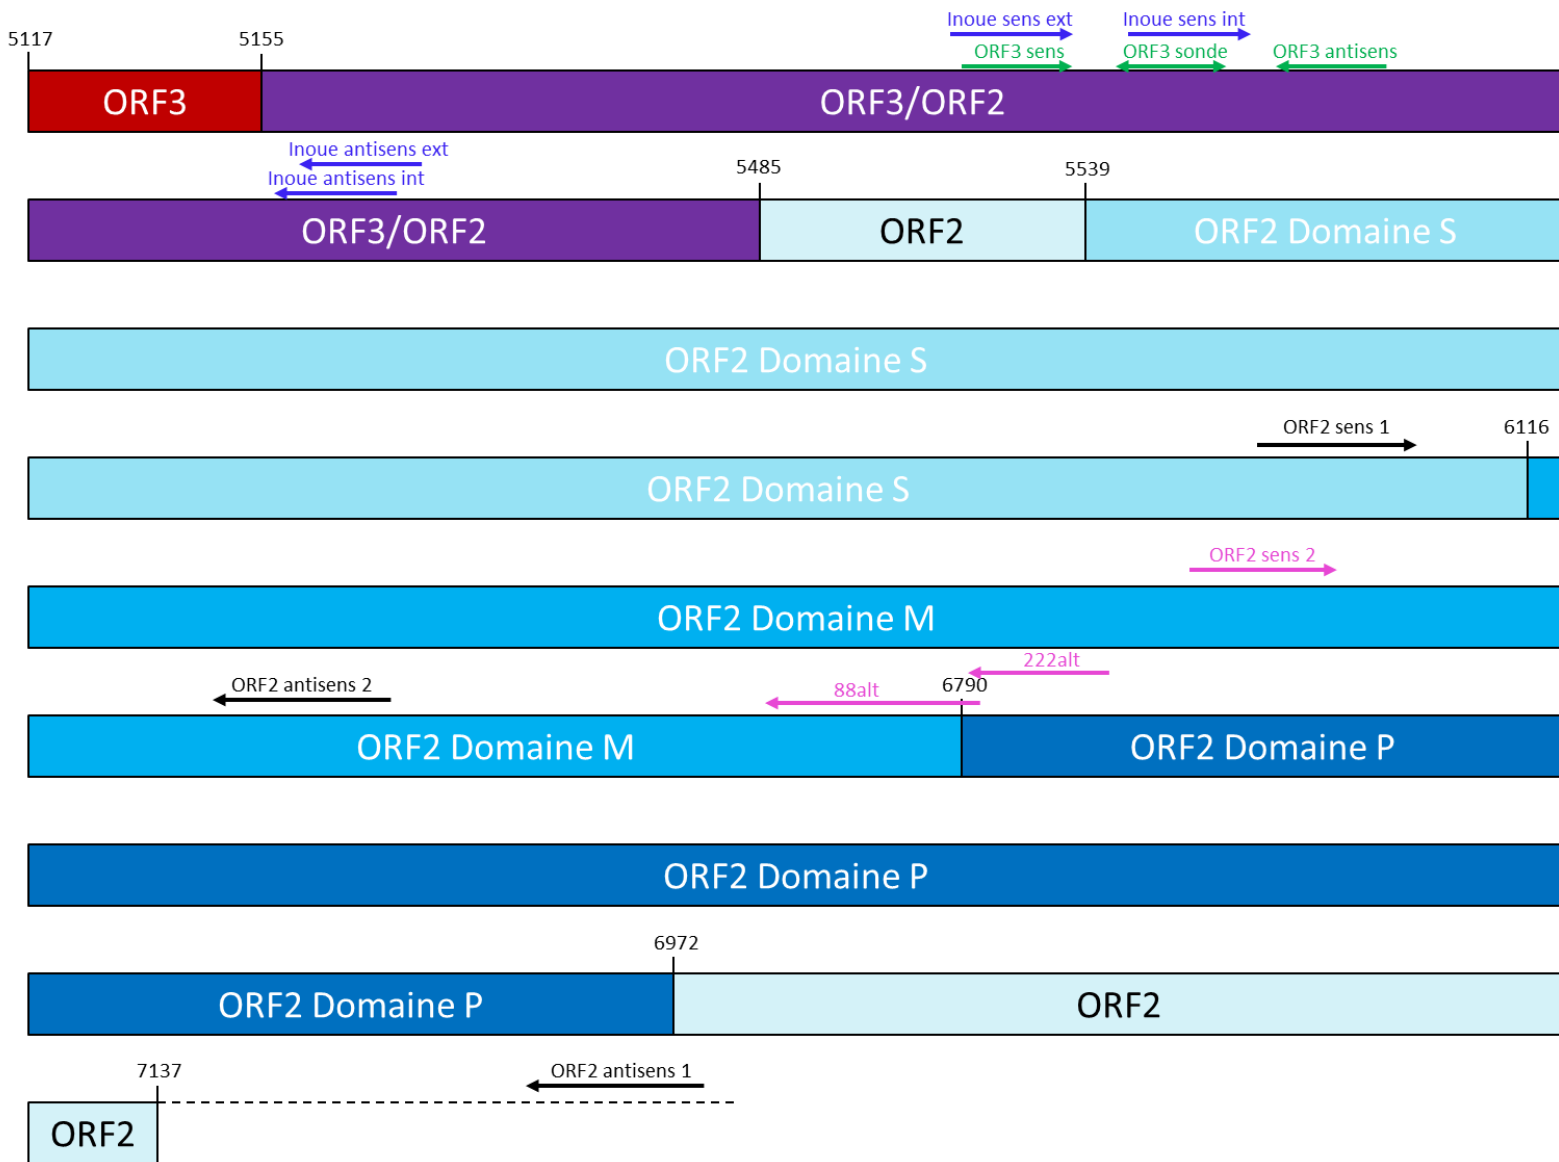 Inoue sens ext Inoue sens int
5117 5155 ORF3 sens ORF3 sonde ORF3 antisens
ORF3 ORF3/ORF2
Inoue antisens ext
Inoue antisens int 5485 5539
ORF3/ORF2 ORF2 ORF2 Domaine S
ORF2 Domaine S
ORF2 sens 1 6116
ORF2 Domaine S
ORF2 sens 2
ORF2 Domaine M
222alt
ORF2 antisens 2 88alt 6790
ORF2 Domaine M ORF2 Domaine P
ORF2 Domaine P
6972
ORF2 Domaine P ORF2
7137 ORF2 antisens 1
ORF2